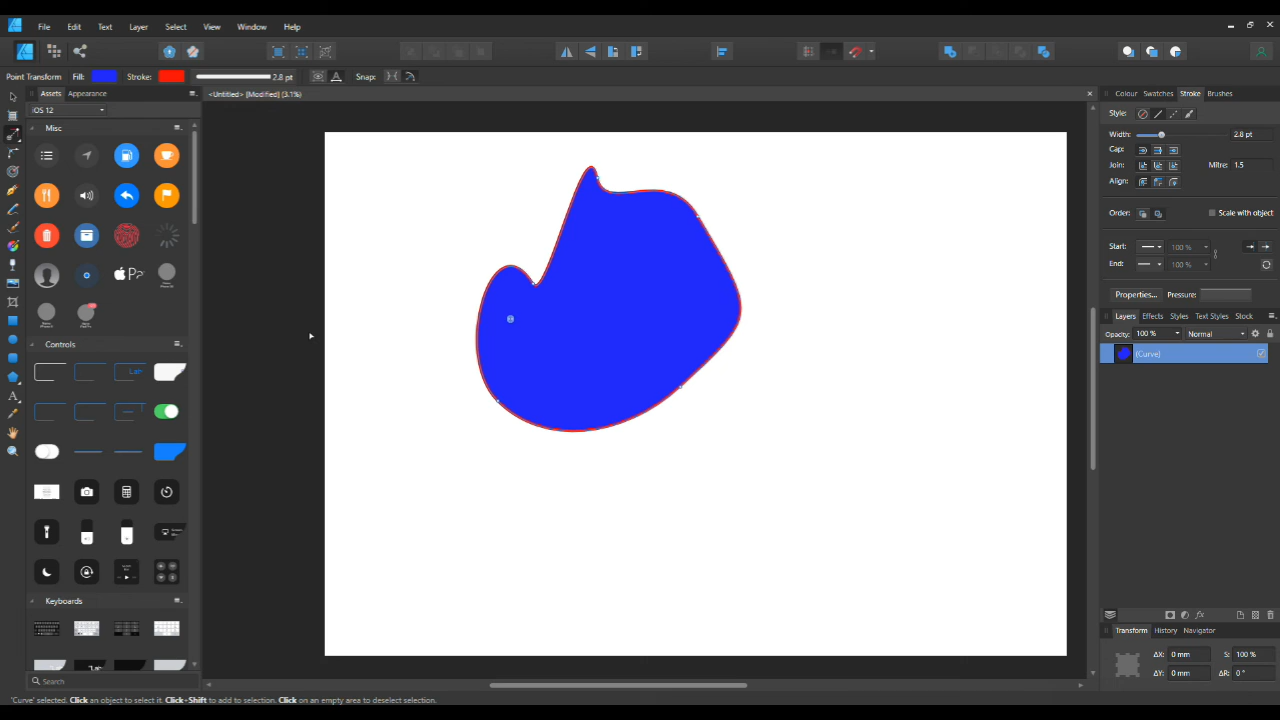 File Edit Text Layer Select View Window Help
Point Transform Fill: Stroke: 2.8 pt Snap:
Assets Appearance
<Untitled> [Modified] (3.1%)
Colour Swatches Stroke Brushes
iOS 12
Style:
Misc
Width: 2.8 pt
Cap:
Join: Mitre: 1.5
Align:
Order: Scale with object
Start: 100 %
End: 100 %
Properties... Pressure:
Layers Effects Styles Text Styles Stock
Opacity: 100 % Normal
(Curve)
Controls
Keyboards
Transform History Navigator
ΔX: 0 mm S: 100 %
ΔY: 0 mm ΔR: 0 °
Search
'Curve' selected. Click an object to select it. Click+Shift to add to selection. Click on an empty area to deselect selection.